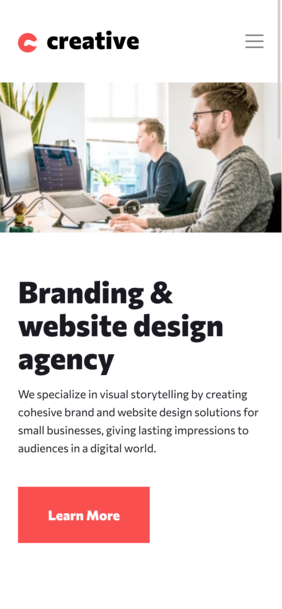 creative
Branding &
website design
agency
We specialize in visual storytelling by creating
cohesive brand and website design solutions for
small businesses, giving lasting impressions to
audiences in a digital world.
Learn More